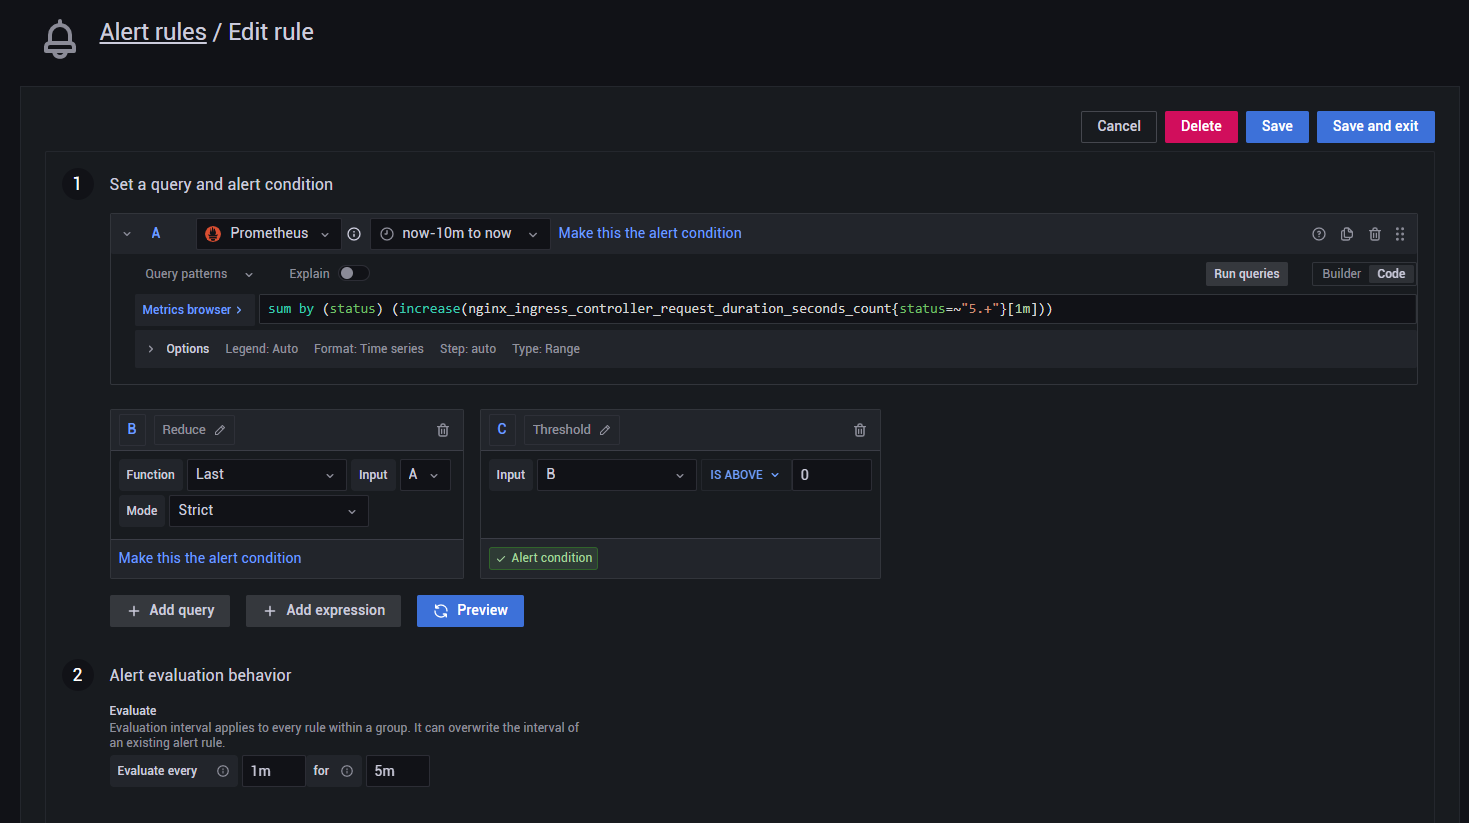 Alert rules / Edit rule
Cancel Delete Save Save and exit
1 Set a query and alert condition
A Prometheus now-10m to now Make this the alert condition
Query patterns Explain Run queries Builder Code
Metrics browser > sum by (status) (increase(nginx_ingress_controller_request_duration_seconds_count{status=~"5.+"}[1m]))
> Options Legend: Auto Format: Time series Step: auto Type: Range
B Reduce
Function Last Input A
Mode Strict
Make this the alert condition
C Threshold
Input B IS ABOVE 0
Alert condition
+ Add query + Add expression Preview
2 Alert evaluation behavior
Evaluate
Evaluation interval applies to every rule within a group. It can overwrite the interval of
an existing alert rule.
Evaluate every 1m for 5m